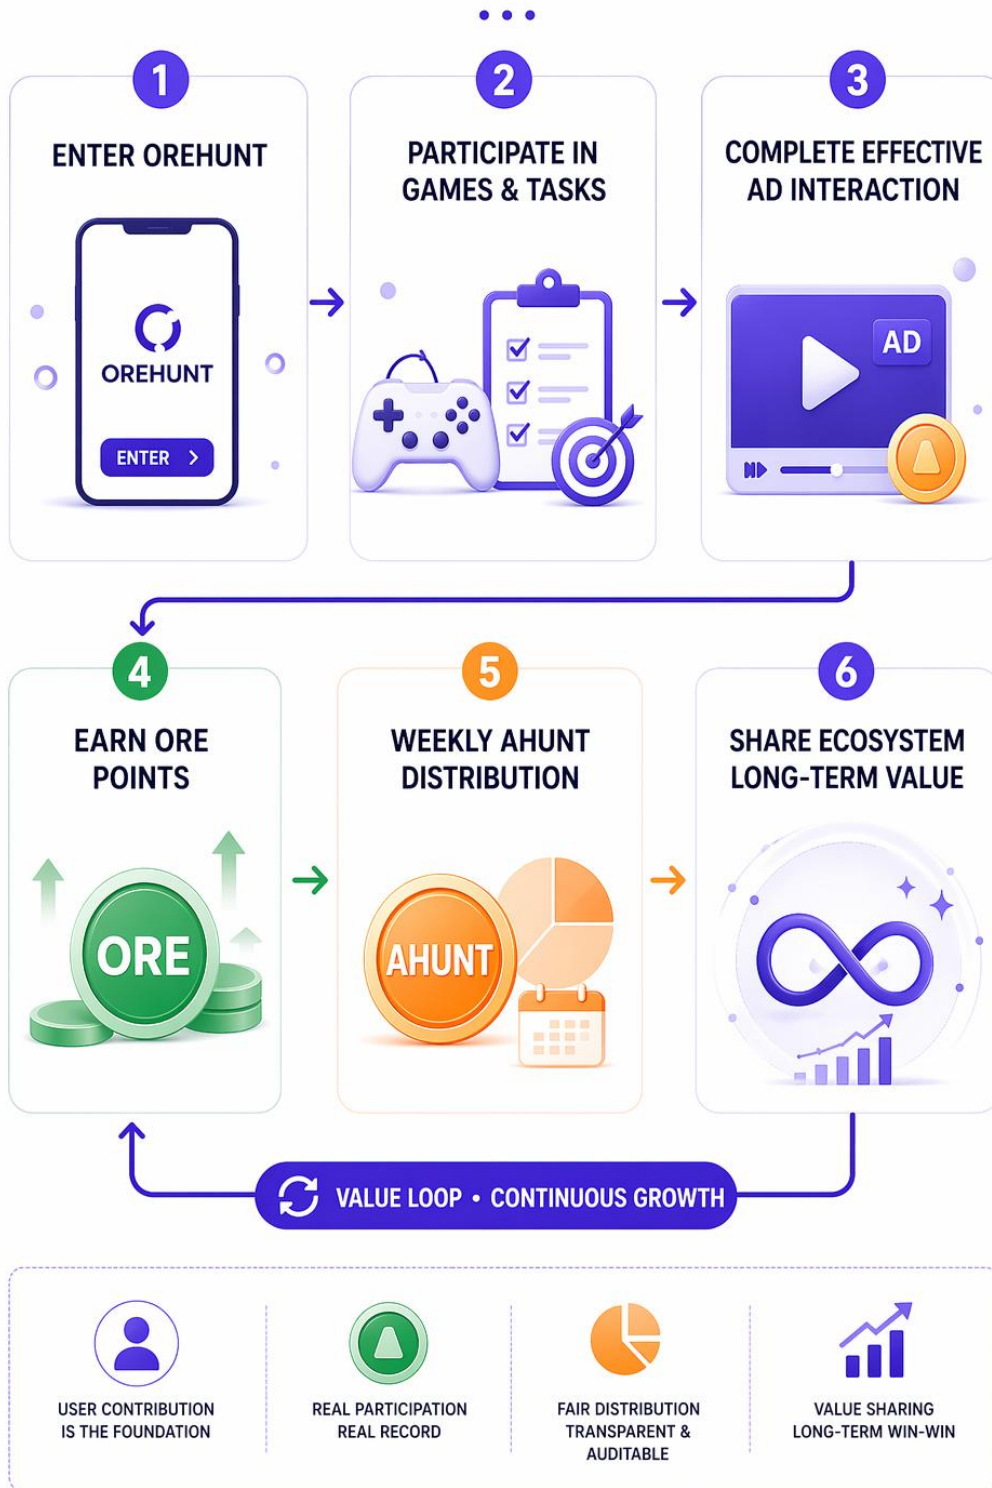 1
ENTER OREHUNT
OREHUNT
ENTER >
2
PARTICIPATE IN
GAMES & TASKS
3
COMPLETE EFFECTIVE
AD INTERACTION
AD
4
EARN ORE
POINTS
ORE
5
WEEKLY AHUNT
DISTRIBUTION
AHUNT
6
SHARE ECOSYSTEM
LONG-TERM VALUE
VALUE LOOP • CONTINUOUS GROWTH
USER CONTRIBUTION
IS THE FOUNDATION
REAL PARTICIPATION
REAL RECORD
FAIR DISTRIBUTION
TRANSPARENT &
AUDITABLE
VALUE SHARING
LONG-TERM WIN-WIN